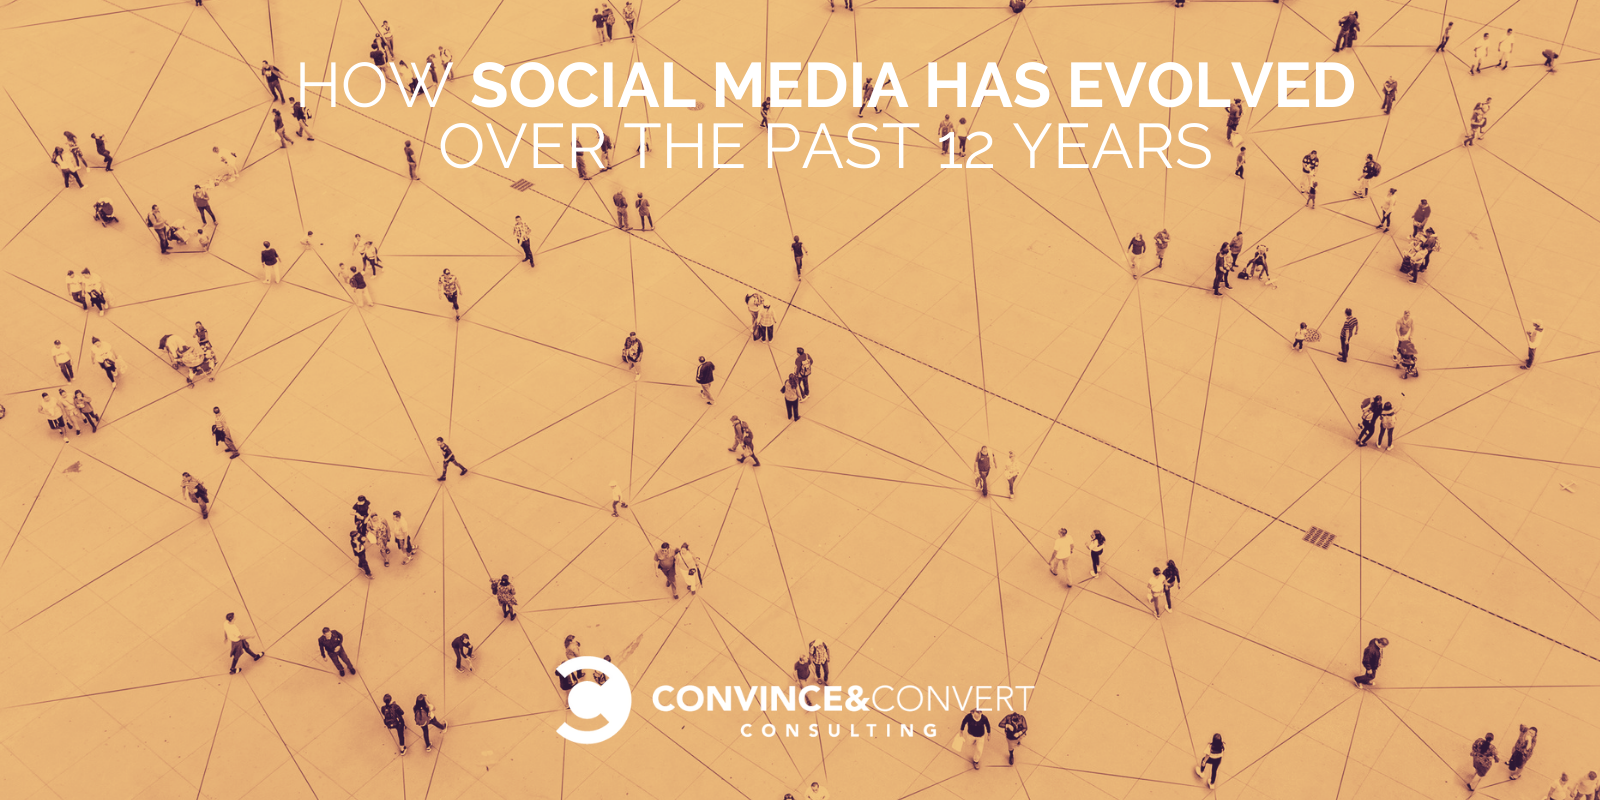 HOW SOCIAL MEDIA HAS EVOLVED
OVER THE PAST 12 YEARS
CONVINCE&CONVERT
CONSULTING